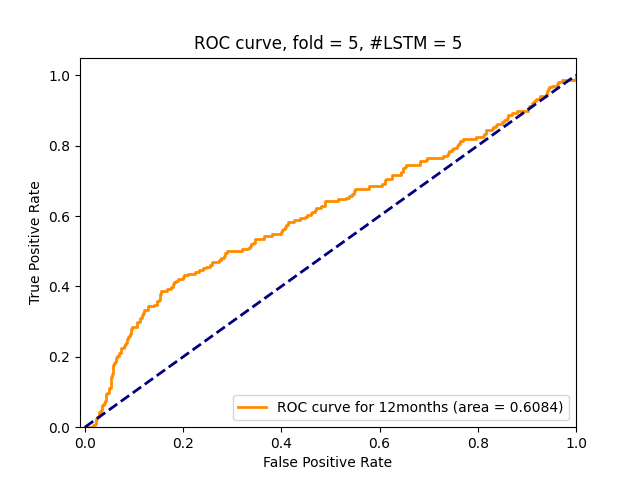 ROC curve, fold = 5, #LSTM = 5
True Positive Rate
1.0
0.8
0.6
0.4
0.2
0.0
ROC curve for 12months (area = 0.6084)
0.0 0.2 0.4 0.6 0.8 1.0
False Positive Rate